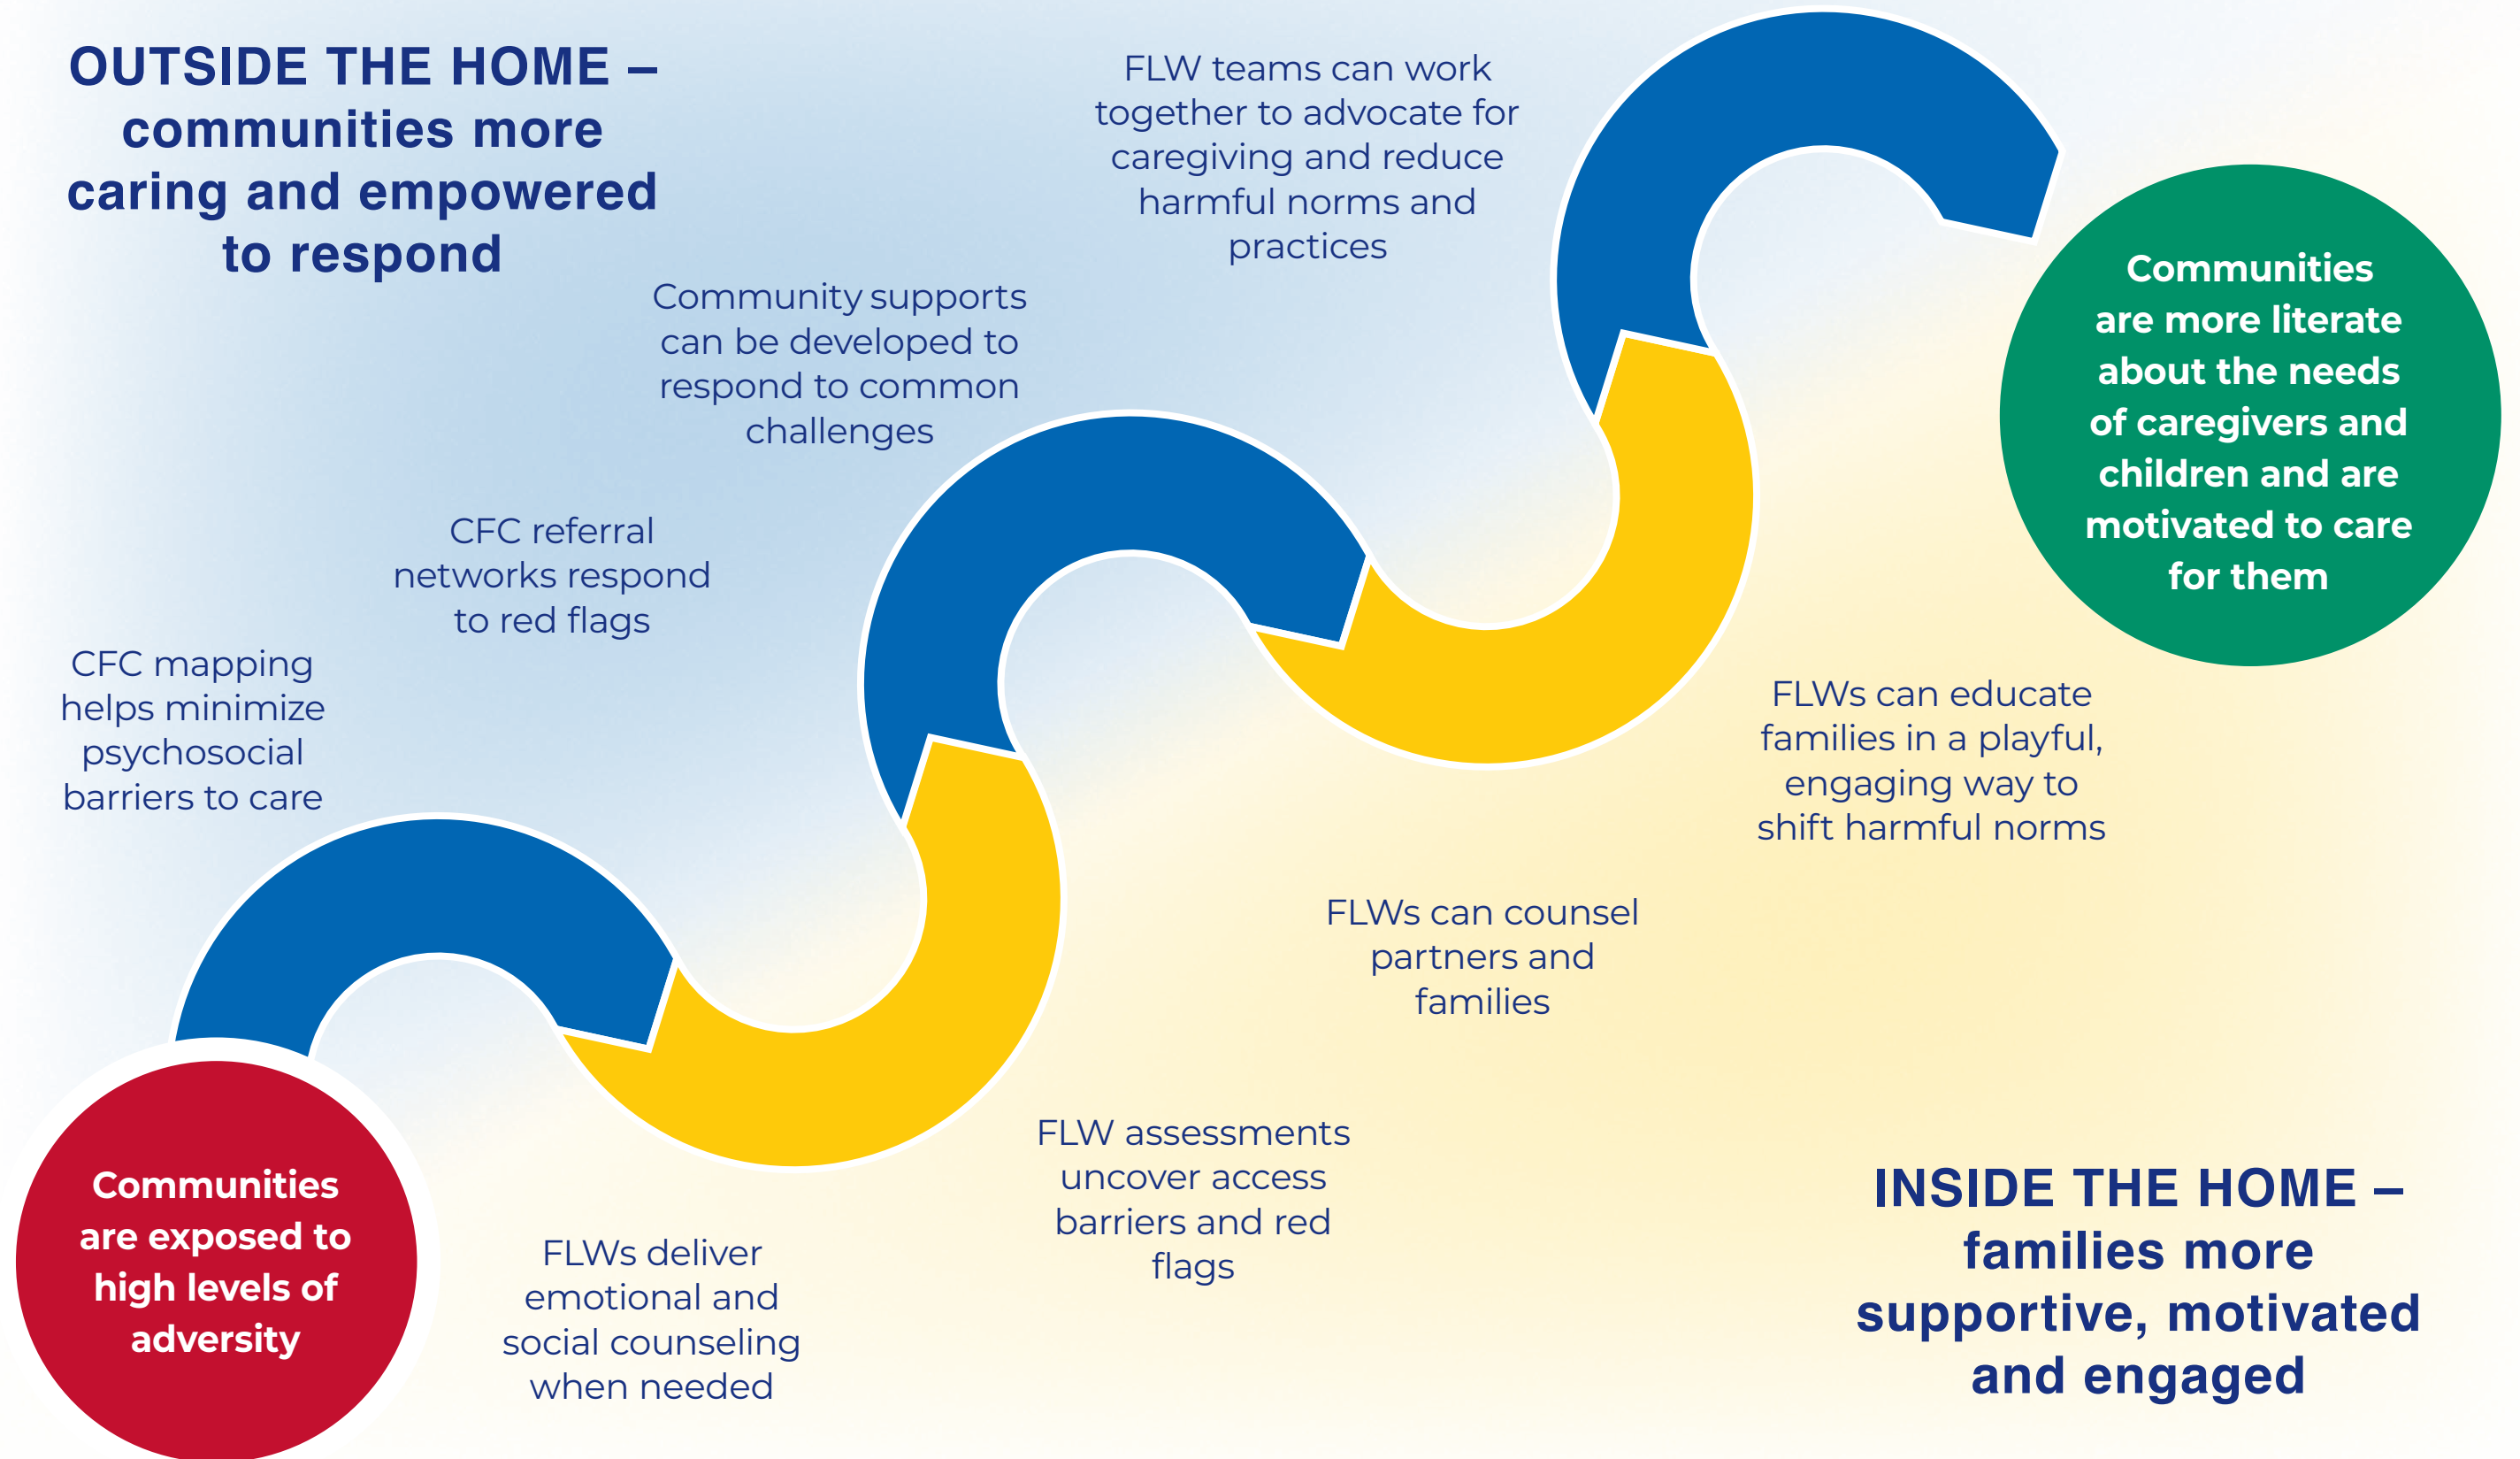 OUTSIDE THE HOME –
communities more
caring and empowered
to respond
FLW teams can work
together to advocate for
caregiving and reduce
harmful norms and
practices
Community supports
can be developed to
respond to common
challenges
CFC referral
networks respond
to red flags
CFC mapping
helps minimize
psychosocial
barriers to care
Communities
are more literate
about the needs
of caregivers and
children and are
motivated to care
for them
FLWs can educate
families in a playful,
engaging way to
shift harmful norms
FLWs can counsel
partners and
families
FLW assessments
uncover access
barriers and red
flags
FLWs deliver
emotional and
social counseling
when needed
Communities
are exposed to
high levels of
adversity
INSIDE THE HOME –
families more
supportive, motivated
and engaged